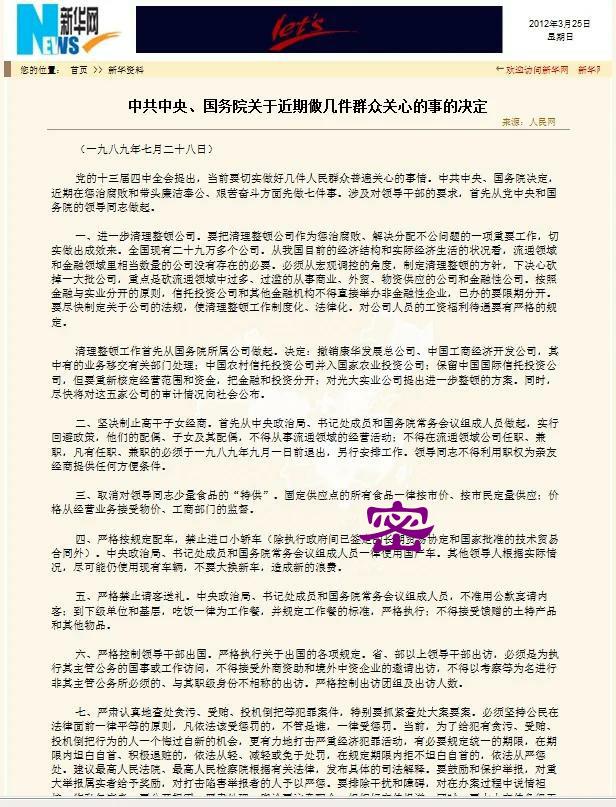 新华网
NEWS
let's
2012年3月25日
星期日
您的位置： 首页 >> 新华资料
←欢迎访问新华网 新华
中共中央、国务院关于近期做几件群众关心的事的决定
来源：人民网
（一九八九年七月二十八日）
党的十三届四中全会提出，当前要切实做好几件人民群众普遍关心的事情。中共中央、国务院决定，
近期在惩治腐败和带头廉洁奉公、艰苦奋斗方面先做七件事。涉及对领导干部的要求，首先从党中央和国
务院的领导同志做起。
一、进一步清理整顿公司。要把清理整顿公司作为惩治腐败、解决分配不公问题的一项重要工作，切
实做出成效来。全国现有二十九万多个公司。从我国目前的经济结构和实际经济生活的状况看，流通领域
和金融领域里相当数量的公司没有存在的必要。必须从宏观调控的角度，制定清理整顿的方针，下决心砍
掉一大批公司，重点是砍流通领域中过多、过滥的从事商业、外贸、物资供应的公司和金融性公司。按照
金融与实业分开的原则，信托投资公司和其他金融机构不得直接举办非金融性企业，已办的要限期分开。
要尽快制定关于公司的法规，使清理整顿工作制度化、法律化。对公司人员的工资福利待遇要有严格的规
定。
清理整顿工作首先从国务院所属公司做起。决定：撤销康华发展总公司、中国工商经济开发公司，其
中有的业务移交有关部门处理；中国农村信托投资公司并入国家农业投资公司；保留中国国际信托投资公
司，但要重新核定经营范围和资金，把金融和投资分开；对光大实业公司提出进一步整顿的方案。同时，
尽快将对这五家公司的审计情况向社会公布。
二、坚决制止高干子女经商。首先从中央政治局、书记处成员和国务院常务会议组成人员做起，实行
回避政策，他们的配偶、子女及其配偶，不得从事流通领域的经营活动；不得在流通领域公司任职、兼
职，凡有任职、兼职的必须于一九八九年九月一日前退出，另行安排工作。领导同志不得利用职权为亲友
经商提供任何方便条件。
三、取消对领导同志少量食品的“特供”。固定供应点的所有食品一律按市价、按市民定量供应；价
格从经营业务接受物价、工商部门的监督。
密
四、严格按规定配车，禁止进口小轿车（除执行政府间已签定的长期贸易协定和国家批准的技术贸易
合同外）。中央政治局、书记处成员和国务院常务会议组成人员一律使用国产车。其他领导人根据实际情
况，尽可能仍使用现有车辆，不要大换新车，造成新的浪费。
五、严格禁止请客送礼。中央政治局、书记处成员和国务院常务会议组成人员，不准用公款宴请内
客；到下级单位和基层，吃饭一律为工作餐，并规定工作餐的标准，严格执行；不得接受馈赠的土特产品
和其他物品。
六、严格控制领导干部出国。严格执行关于出国的各项规定。省、部以上领导干部出访，必须是为执
行其主管公务的国事或工作访问，不得接受外商资助和境外中资企业的邀请出访，不得以考察等为名进行
非其主管公务所必须的、与其职级身份不相称的出访。严格控制出访团组及出访人数。
七、严肃认真地查处贪污、受贿、投机倒把等犯罪案件，特别要抓紧查处大案要案。必须坚持公民在
法律面前一律平等的原则，凡依法该受惩罚的，不管是谁，一律受惩罚。当前，为了给犯有贪污、受贿、
投机倒把行为的人一个悔过自新的机会，更有力地打击严重经济犯罪活动，有必要规定统一的期限，在期
限内坦白自首、积极退赃的，依法从轻、减轻或免于处罚，在规定期限内拒不坦白自首的，依法从严惩
处。建议最高人民法院、最高人民检察院根据有关法律，发布具体的司法解释。要鼓励和保护举报，对重
大举报属实者给予奖励，对打击陷害举报者的人予以严惩。要排除干扰和障碍，对在办案过程中说情袒